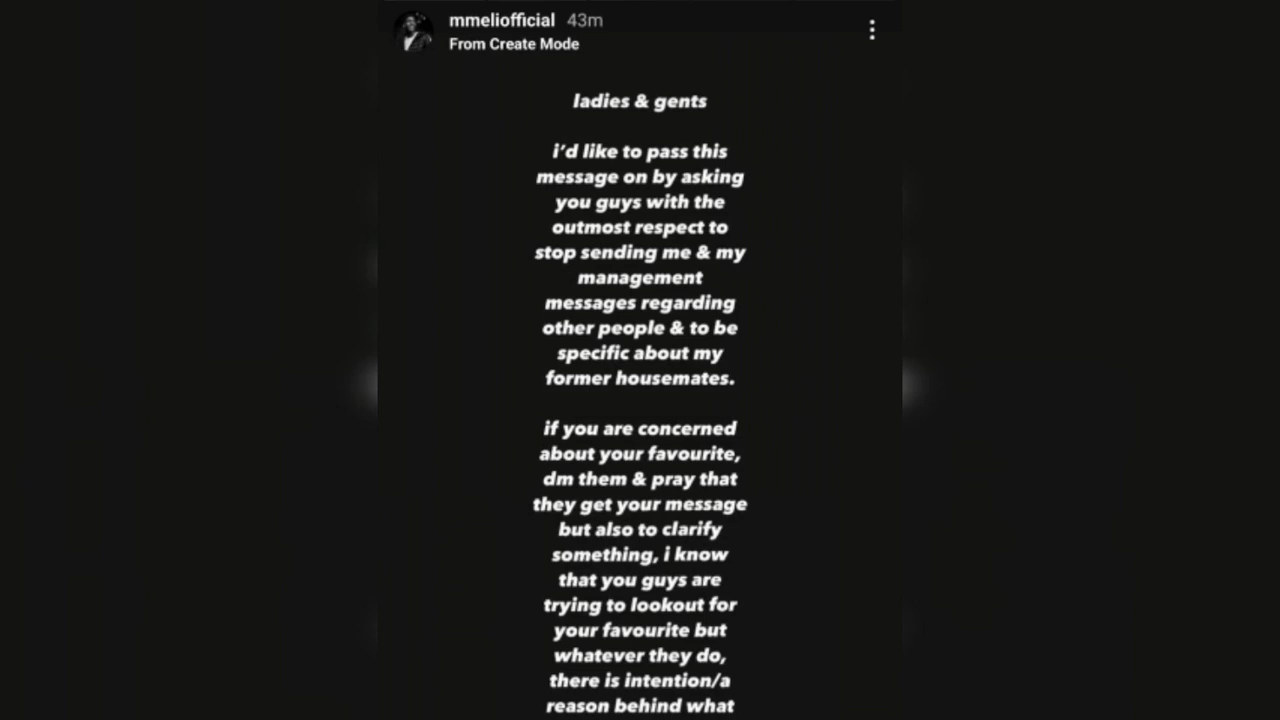 mmeliofficial 43m
From Create Mode
ladies & gents
i'd like to pass this
message on by asking
you guys with the
outmost respect to
stop sending me & my
management
messages regarding
other people & to be
specific about my
former housemates.
if you are concerned
about your favourite,
dm them & pray that
they get your message
but also to clarify
something, i know
that you guys are
trying to lookout for
your favourite but
whatever they do,
there is intention/a
reason behind what